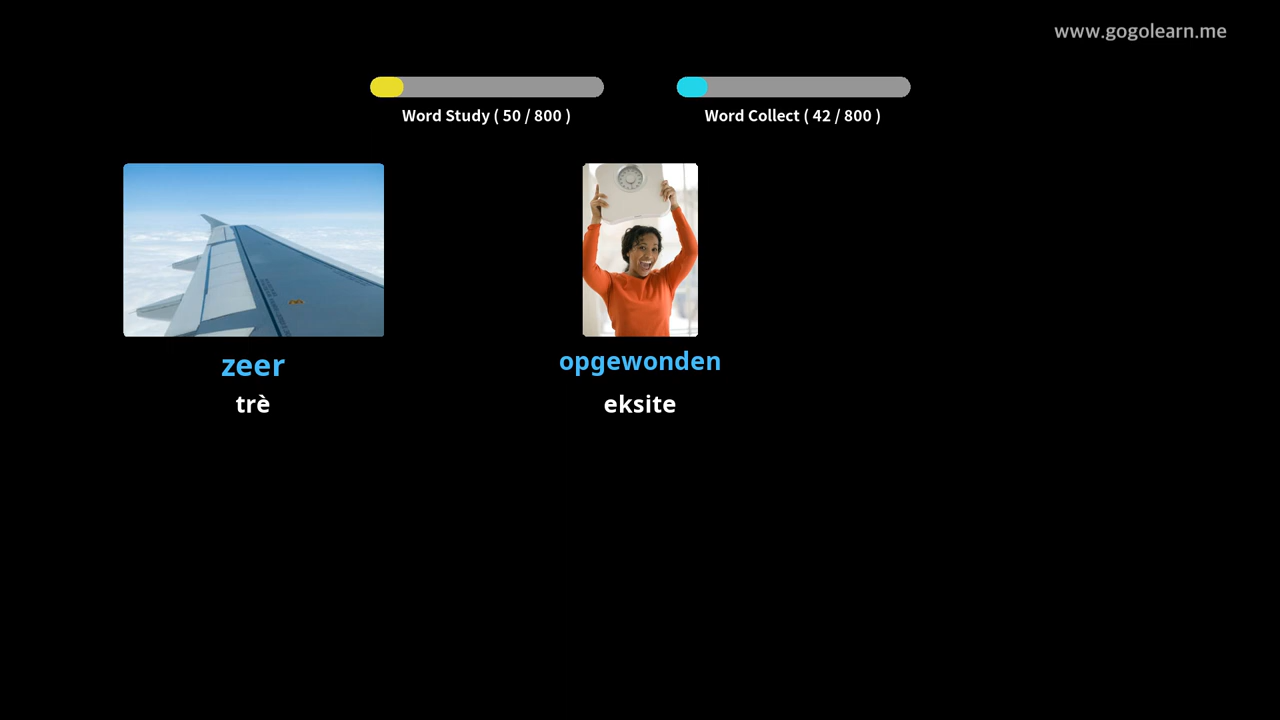 www.gogolearn.me
Word Study ( 50 / 800 )
Word Collect ( 42 / 800 )
zeer
opgewonden
trè
eksite